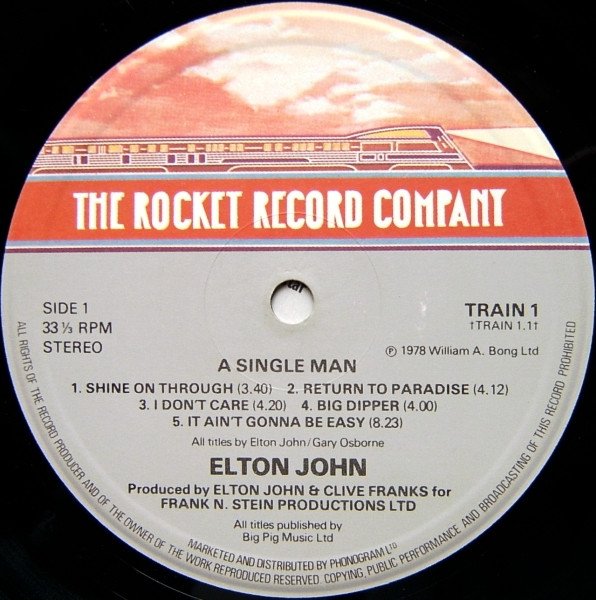 THE ROCKET RECORD COMPANY
SIDE 1
33 ⅓ RPM
STEREO
TRAIN 1
†TRAIN 1.1†
℗ 1978 William A. Bong Ltd
A SINGLE MAN
1. SHINE ON THROUGH (3.40) 2. RETURN TO PARADISE (4.12)
3. I DON'T CARE (4.20) 4. BIG DIPPER (4.00)
5. IT AIN'T GONNA BE EASY (8.23)
All titles by Elton John/Gary Osborne
ELTON JOHN
Produced by ELTON JOHN & CLIVE FRANKS for
FRANK N. STEIN PRODUCTIONS LTD
All titles published by
Big Pig Music Ltd
MARKETED AND DISTRIBUTED BY PHONOGRAM LTD
ALL RIGHTS OF THE RECORD PRODUCER AND OF THE OWNER OF THE WORK REPRODUCED RESERVED. COPYING, PUBLIC PERFORMANCE AND BROADCASTING OF THIS RECORD PROHIBITED